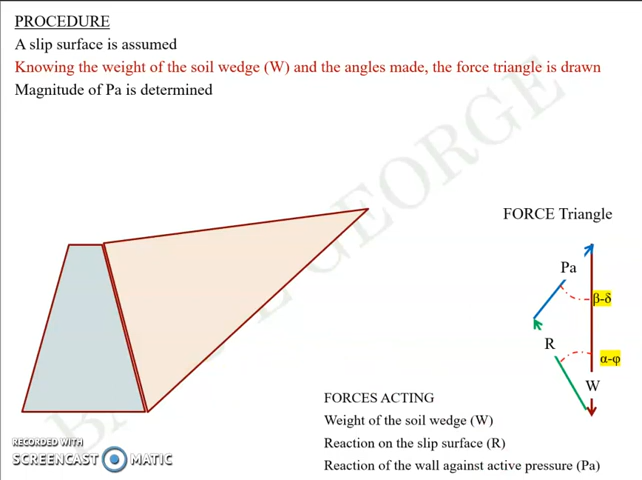 PROCEDURE
A slip surface is assumed
Knowing the weight of the soil wedge (W) and the angles made, the force triangle is drawn
Magnitude of Pa is determined
FORCE Triangle
Pa
β-δ
R
α-φ
W
FORCES ACTING
Weight of the soil wedge (W)
Reaction on the slip surface (R)
Reaction of the wall against active pressure (Pa)
RECORDED WITH
SCREENCAST MATIC
GEORGE